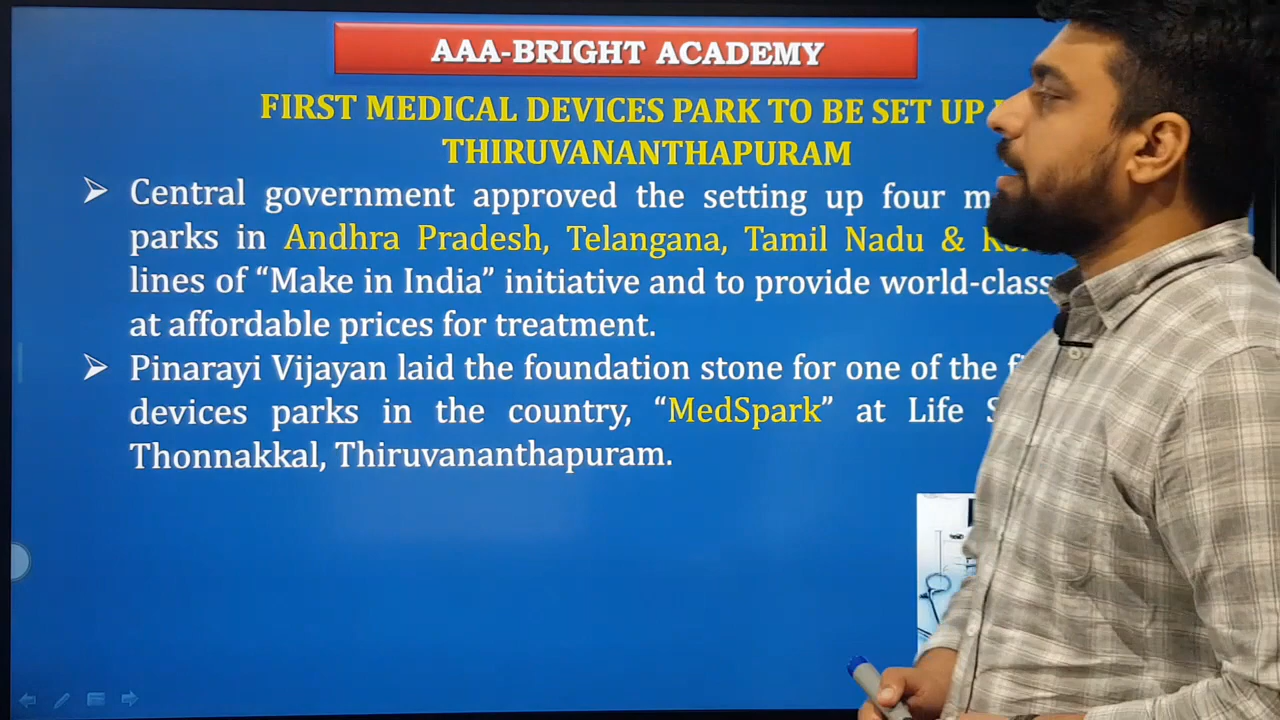 AAA-BRIGHT ACADEMY
FIRST MEDICAL DEVICES PARK TO BE SET UP
THIRUVANANTHAPURAM
➤ Central government approved the setting up four
parks in Andhra Pradesh, Telangana, Tamil Nadu &
lines of “Make in India” initiative and to provide world-class
at affordable prices for treatment.
➤ Pinarayi Vijayan laid the foundation stone for one of the
devices parks in the country, “MedSpark” at Life
Thonnakkal, Thiruvananthapuram.